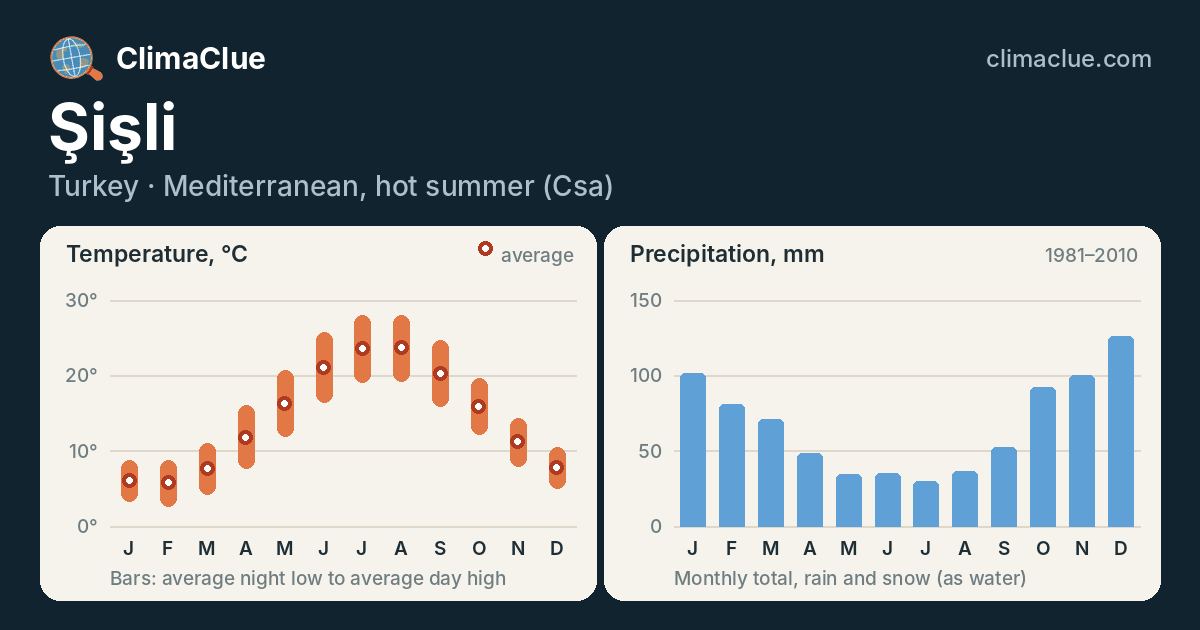 ClimaClue
climaclue.com
Şişli
Turkey · Mediterranean, hot summer (Csa)
Temperature, °C
average
30°
20°
10°
0°
J F M A M J J A S O N D
Bars: average night low to average day high
Precipitation, mm
1981–2010
150
100
50
0
J F M A M J J A S O N D
Monthly total, rain and snow (as water)